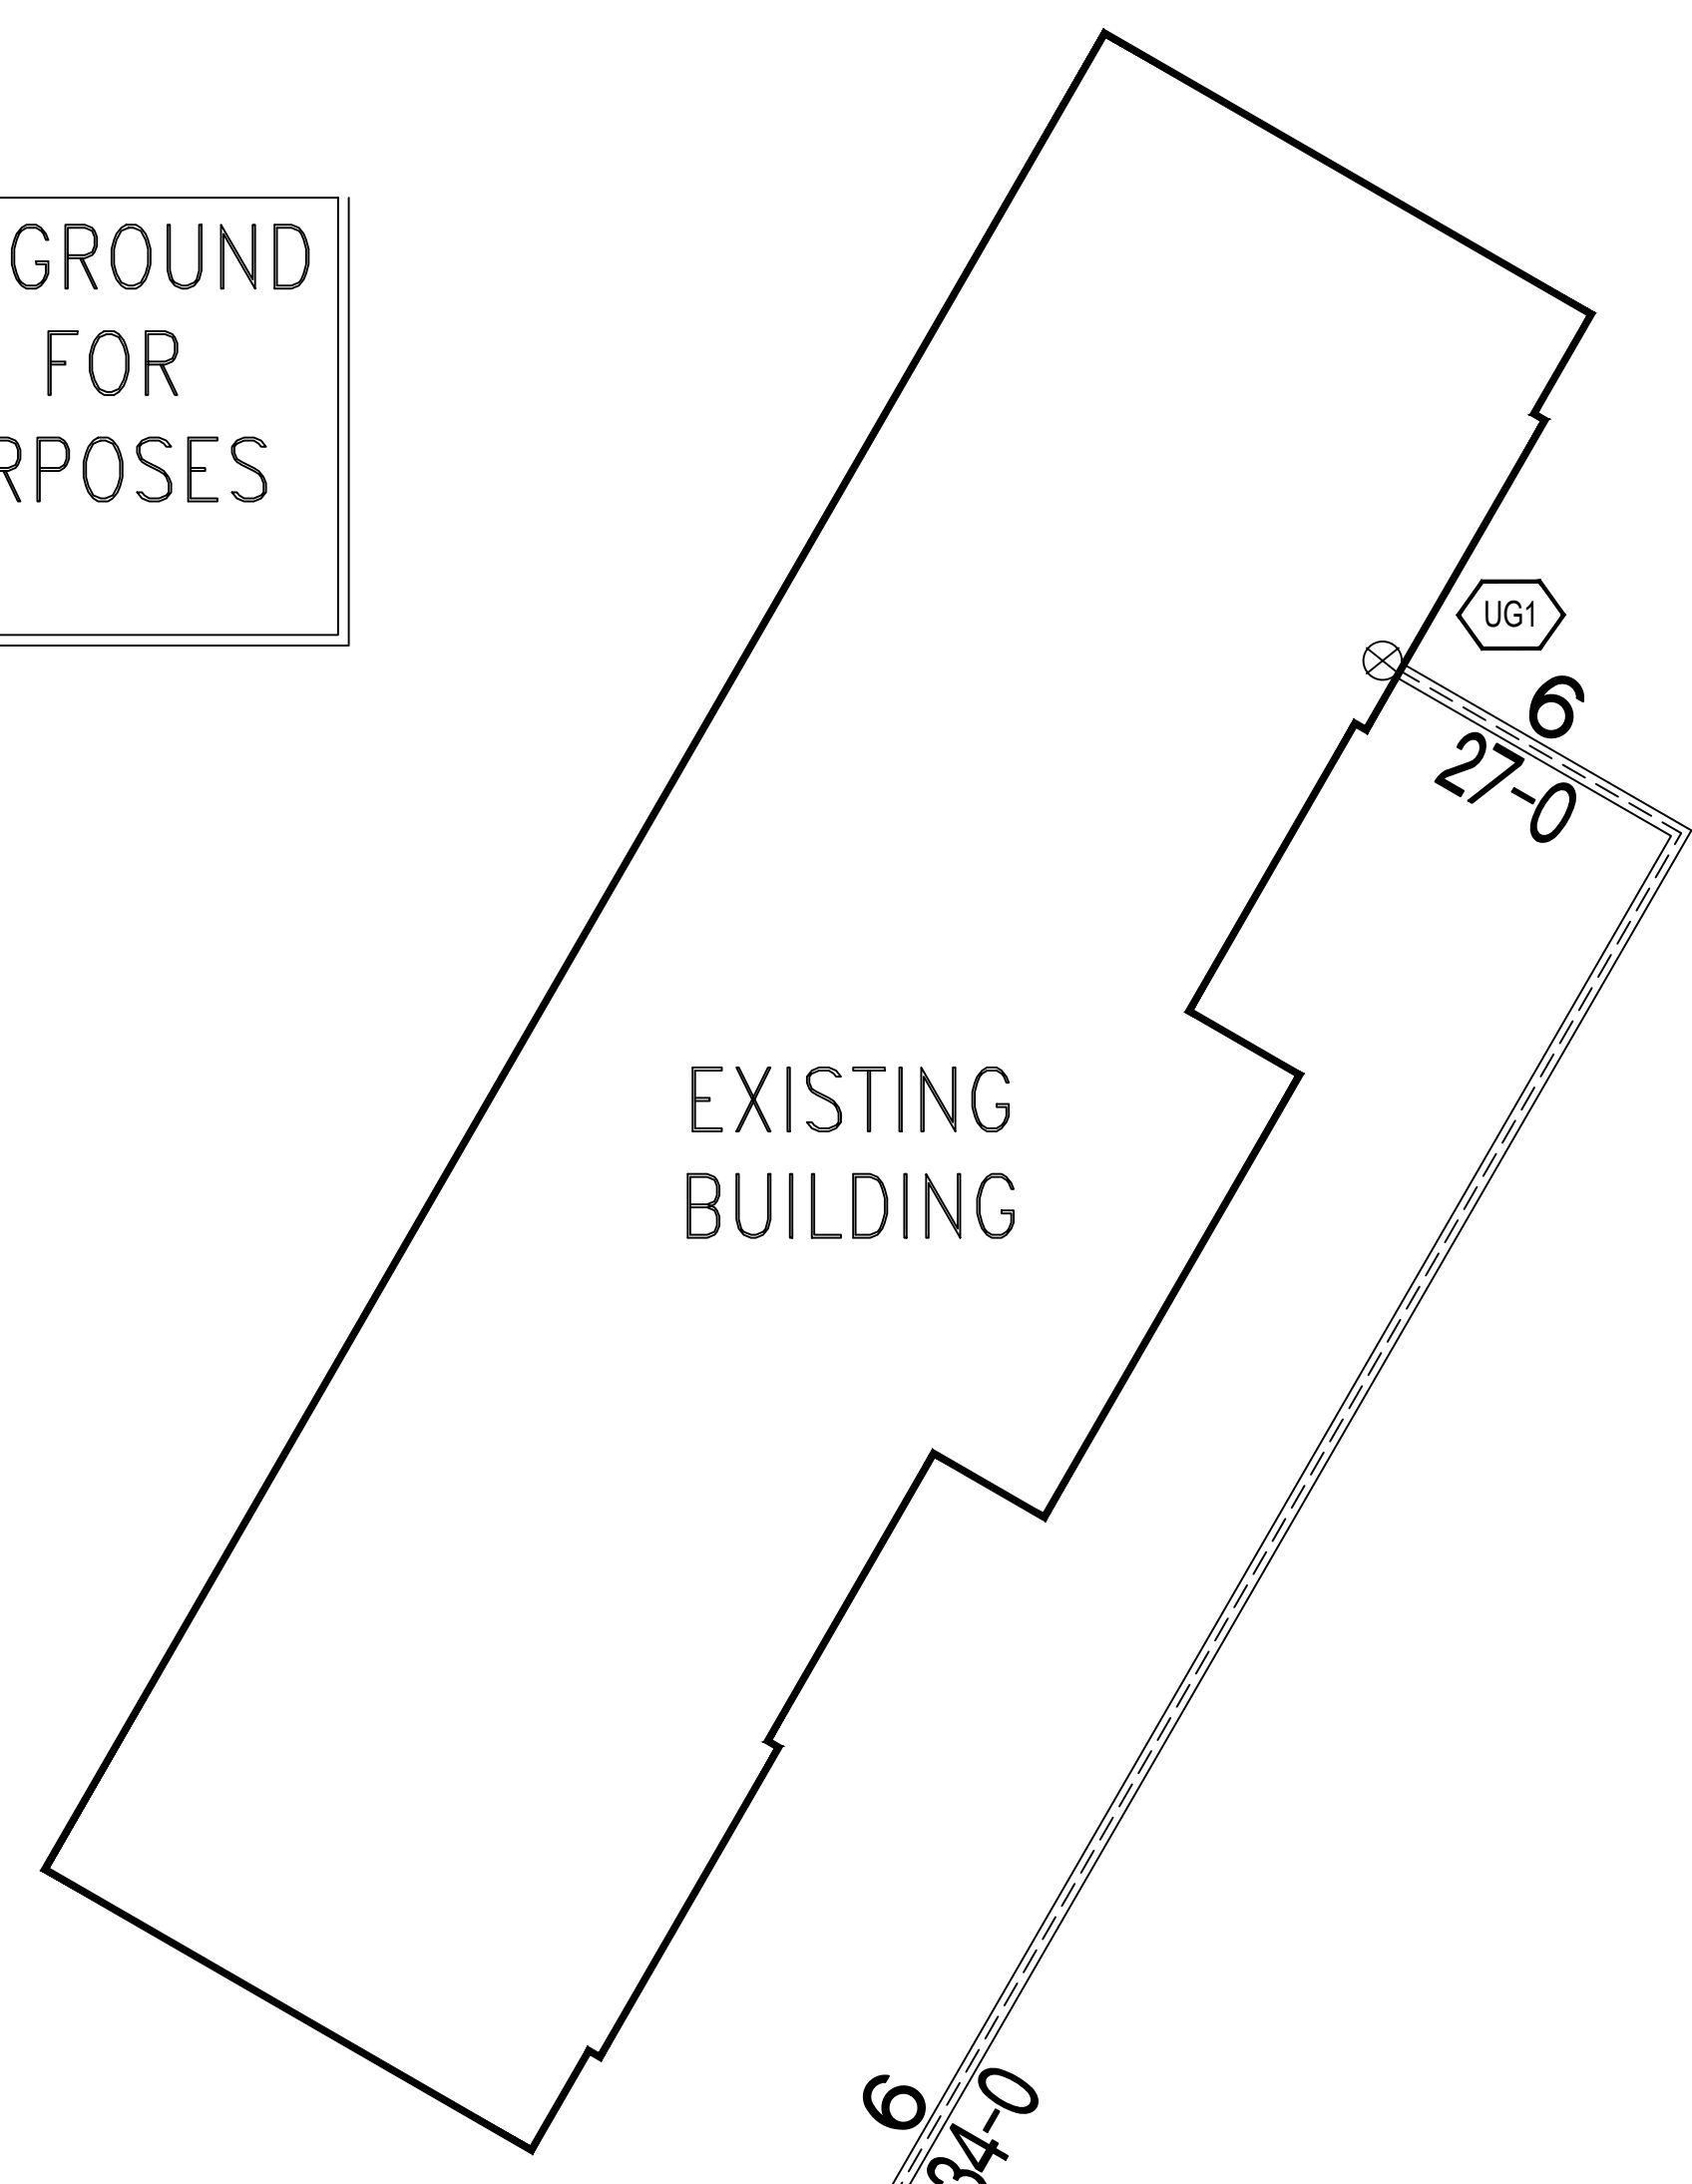 GROUND
FOR
RPOSES
UG1
6
27-0
EXISTING
BUILDING
6
34-0